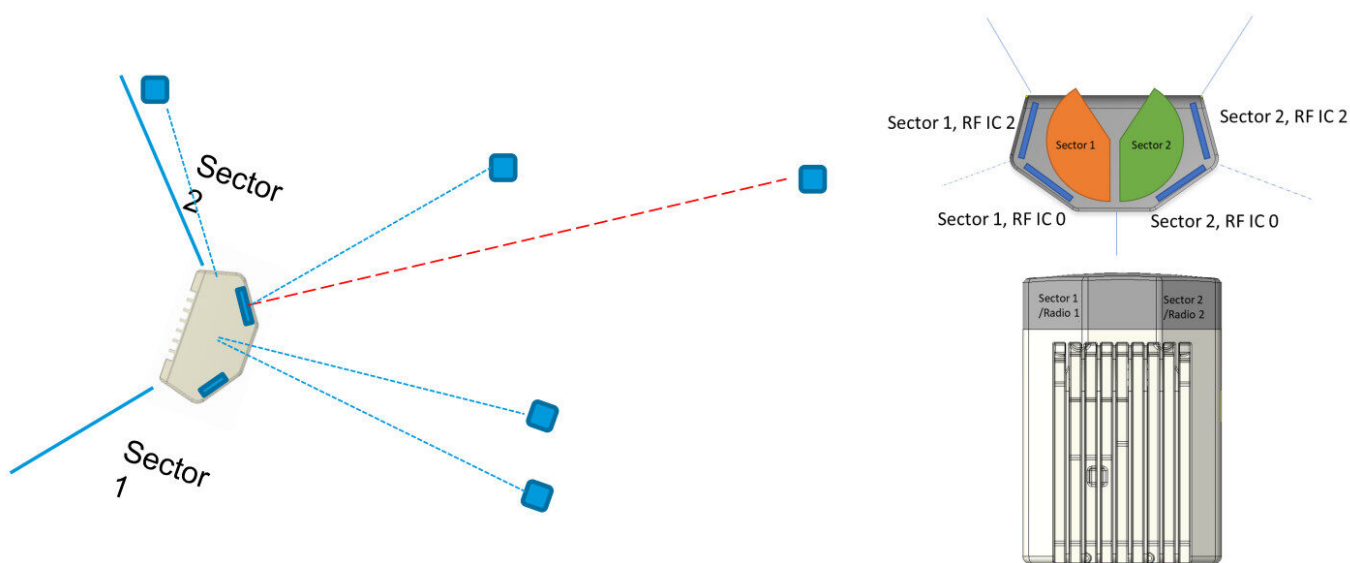 Sector
2
Sector
1
Sector 1, RF IC 2
Sector 1
Sector 2
Sector 2, RF IC 2
Sector 1, RF IC 0
Sector 2, RF IC 0
Sector 1
/Radio 1
Sector 2
/Radio 2